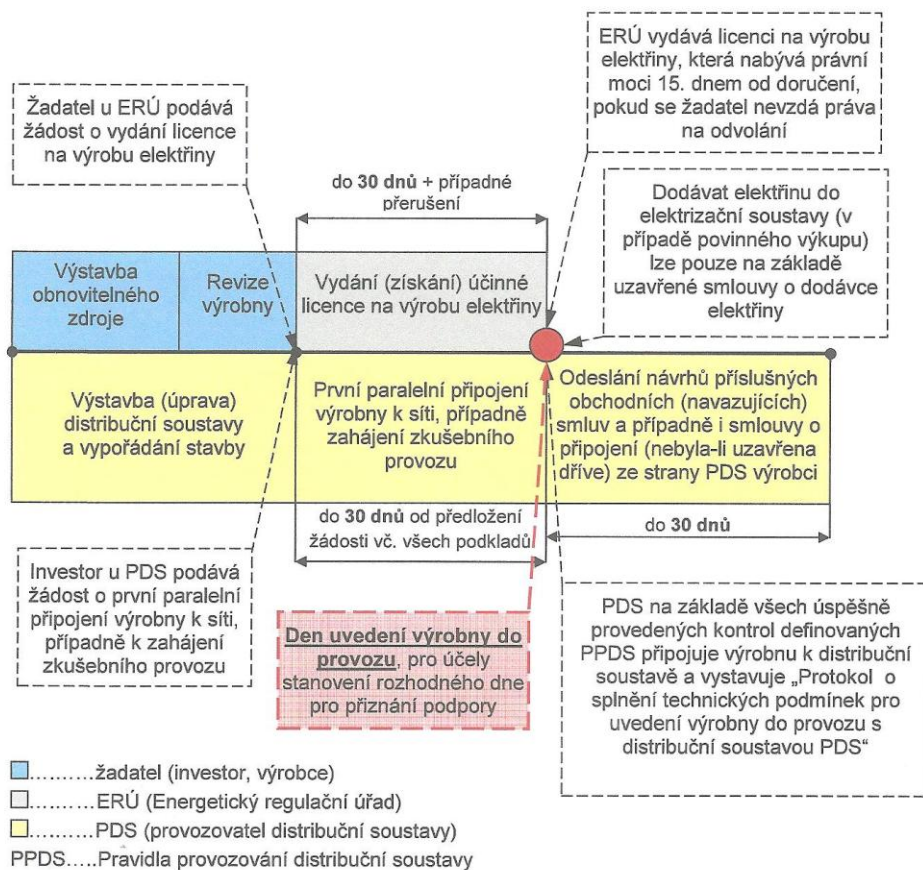 ERÚ vydává licenci na výrobu
elektřiny, která nabývá právní
moci 15. dnem od doručení,
pokud se žadatel nevzdá práva
na odvolání
Žadatel u ERÚ podává
žádost o vydání licence
na výrobu elektřiny
do 30 dnů + případné
přerušení
Dodávat elektřinu do
elektrizační soustavy (v
případě povinného výkupu)
lze pouze na základě
uzavřené smlouvy o dodávce
elektřiny
Výstavba
obnovitelného
zdroje
Revize
výrobny
Vydání (získání) účinné
licence na výrobu elektřiny
Výstavba (úprava)
distribuční soustavy
a vypořádání stavby
První paralelní připojení
výrobny k síti, případně
zahájení zkušebního
provozu
Odeslání návrhů příslušných
obchodních (navazujících)
smluv a případně i smlouvy o
připojení (nebyla-li uzavřena
dříve) ze strany PDS výrobci
do 30 dnů od předložení
žádosti vč. všech podkladů
do 30 dnů
Investor u PDS podává
žádost o první paralelní
připojení výrobny k síti,
případně k zahájení
zkušebního provozu
Den uvedení výrobny do
provozu, pro účely
stanovení rozhodného dne
pro přiznání podpory
PDS na základě všech úspěšně
provedených kontrol definovaných
PPDS připojuje výrobnu k distribuční
soustavě a vystavuje „Protokol o
splnění technických podmínek pro
uvedení výrobny do provozu s
distribuční soustavou PDS“
..........žadatel (investor, výrobce)
..........ERÚ (Energetický regulační úřad)
..........PDS (provozovatel distribuční soustavy)
PPDS.....Pravidla provozování distribuční soustavy